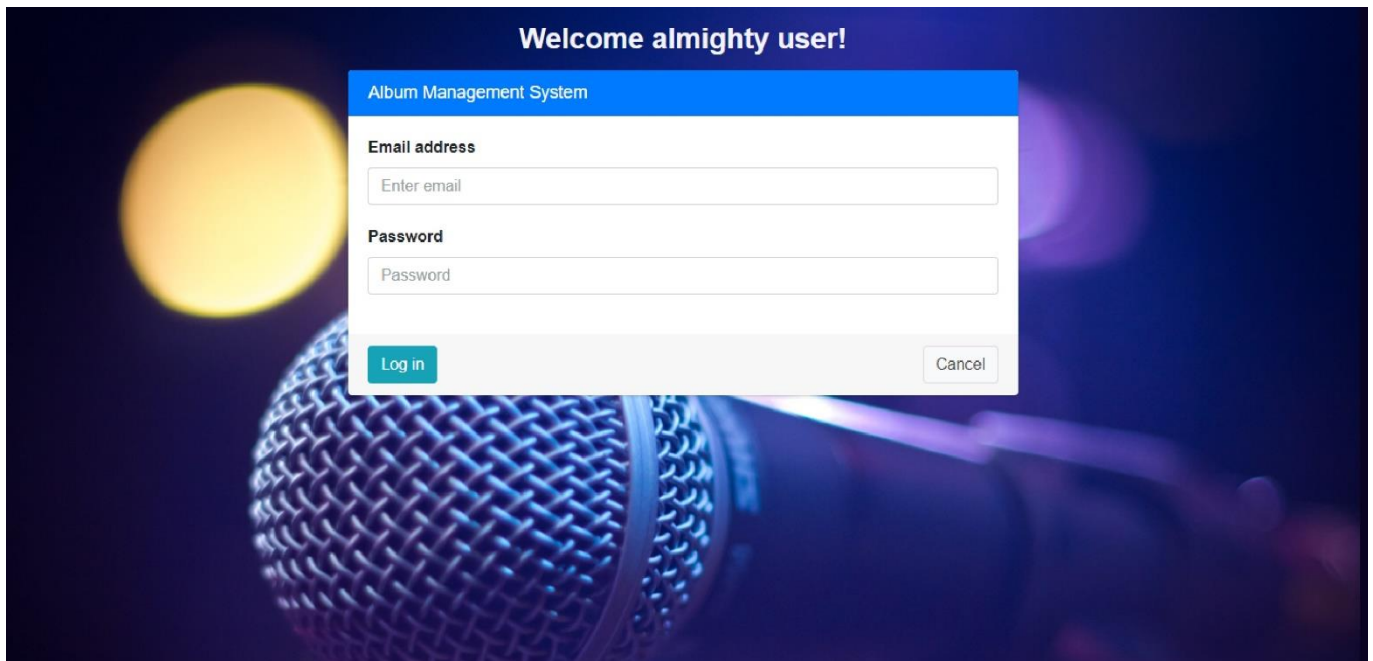 Welcome almighty user!
Album Management System
Email address
Enter email
Password
Password
Log in
Cancel